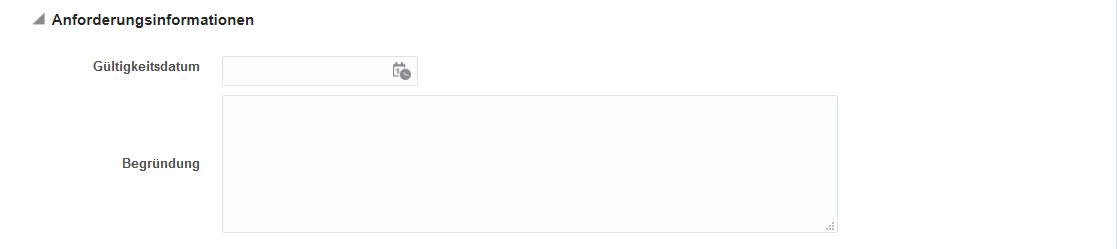 Anforderungsinformationen
Gültigkeitsdatum
Begründung